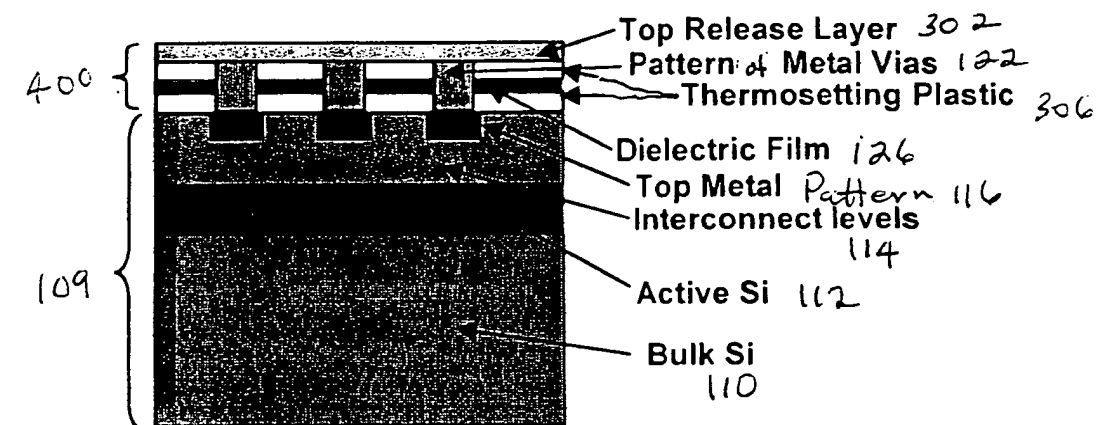 Top Release Layer 302
Pattern of Metal Vias 122
Thermosetting Plastic 306
400
Dielectric Film 126
Top Metal Pattern 116
Interconnect levels
114
109
Active Si 112
Bulk Si
110